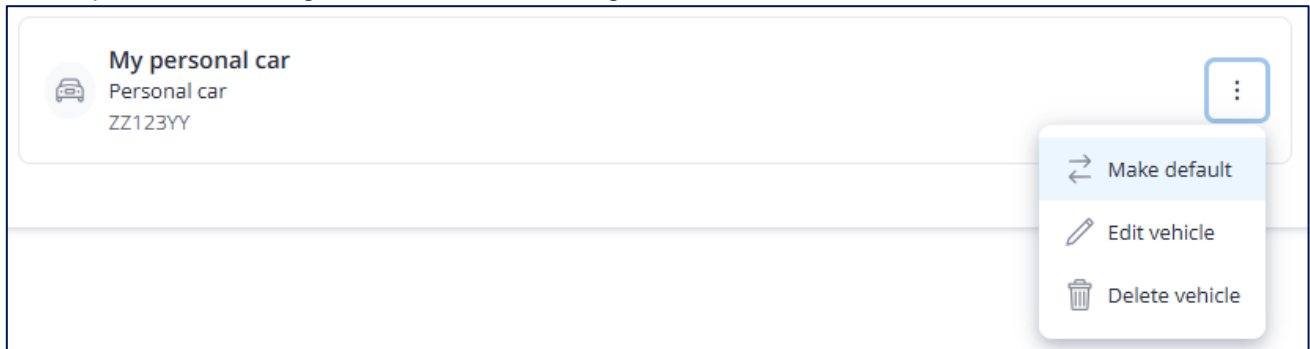 My personal car
Personal car
ZZ123YY
Make default
Edit vehicle
Delete vehicle